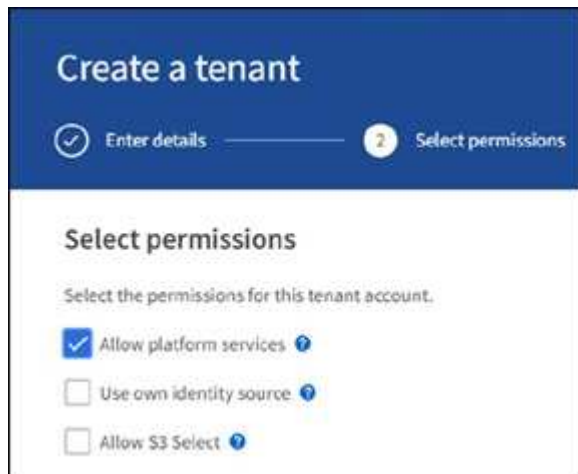 Create a tenant
Enter details 2 Select permissions
Select permissions
Select the permissions for this tenant account.
Allow platform services ?
Use own identity source ?
Allow S3 Select ?